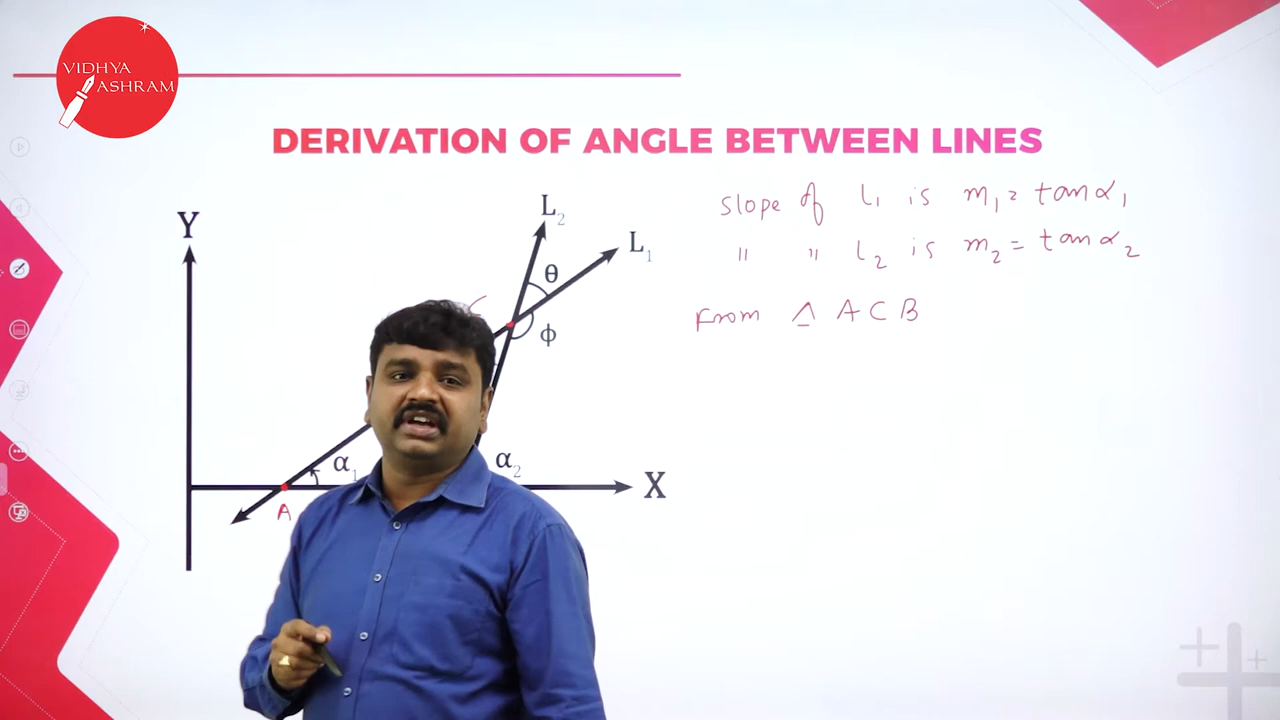 VIDHYA
ASHRAM
DERIVATION OF ANGLE BETWEEN LINES
slope of L₁ is m₁ = tan α₁
" " L₂ is m₂ = tan α₂
From △ A C B
Y
L₂
L₁
θ
C
ϕ
α₁
α₂
X
A